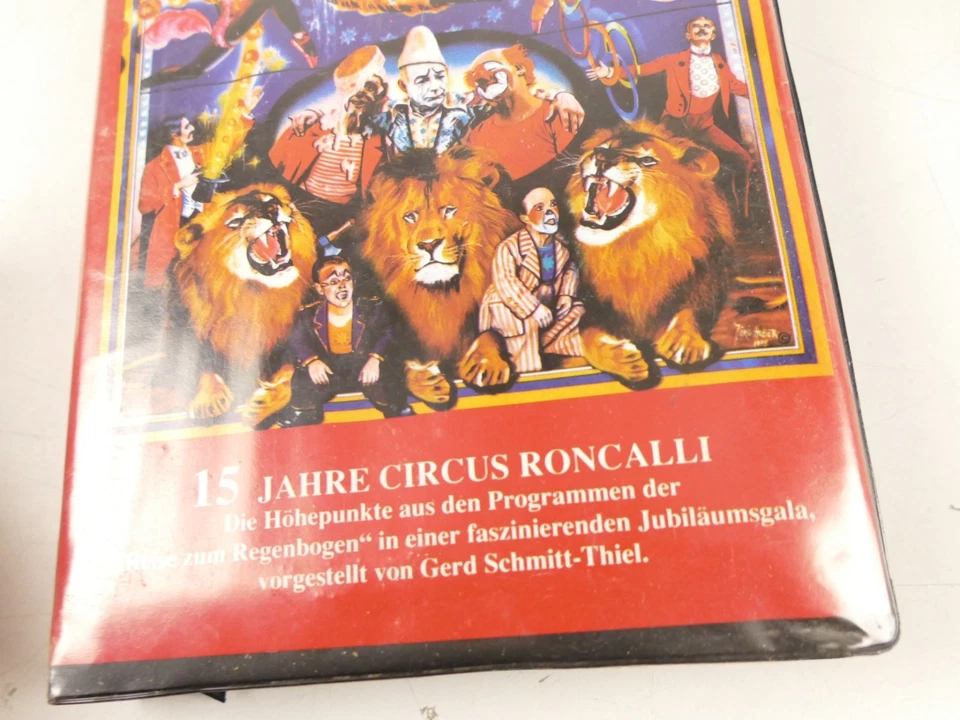 15 JAHRE CIRCUS RONCALLI
Die Höhepunkte aus den Programmen der
Reise zum Regenbogen“ in einer faszinierenden Jubiläumsgala,
vorgestellt von Gerd Schmitt-Thiel.